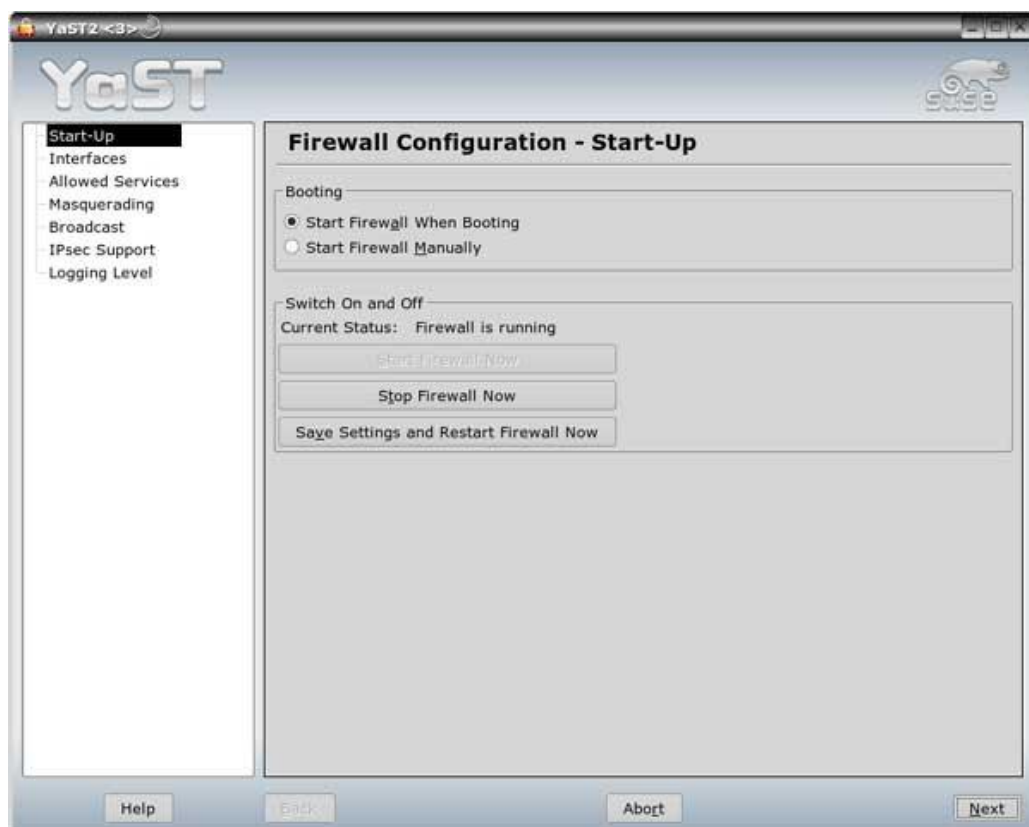 YaST2 <3>
YaST
suse
Start-Up
Interfaces
Allowed Services
Masquerading
Broadcast
IPsec Support
Logging Level
Firewall Configuration - Start-Up
Booting
Start Firewall When Booting
Start Firewall Manually
Switch On and Off
Current Status: Firewall is running
Start Firewall Now
Stop Firewall Now
Save Settings and Restart Firewall Now
Help
Back
Abort
Next